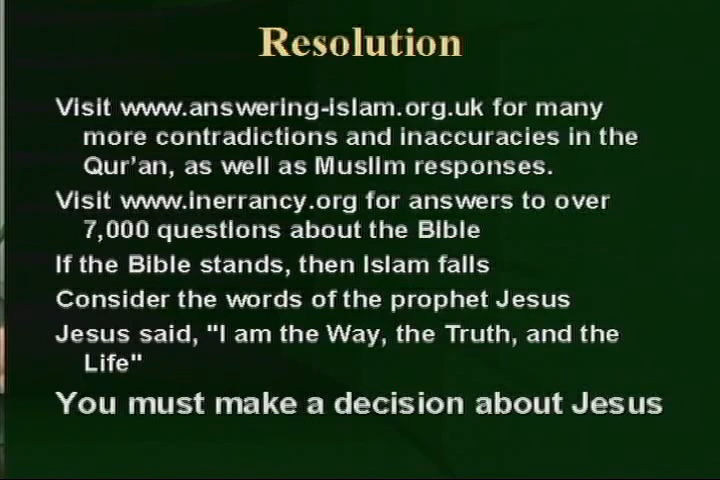 Resolution
Visit www.answering-islam.org.uk for many
more contradictions and inaccuracies in the
Qur'an, as well as Muslim responses.
Visit www.inerrancy.org for answers to over
7,000 questions about the Bible
If the Bible stands, then Islam falls
Consider the words of the prophet Jesus
Jesus said, "I am the Way, the Truth, and the
Life"
You must make a decision about Jesus